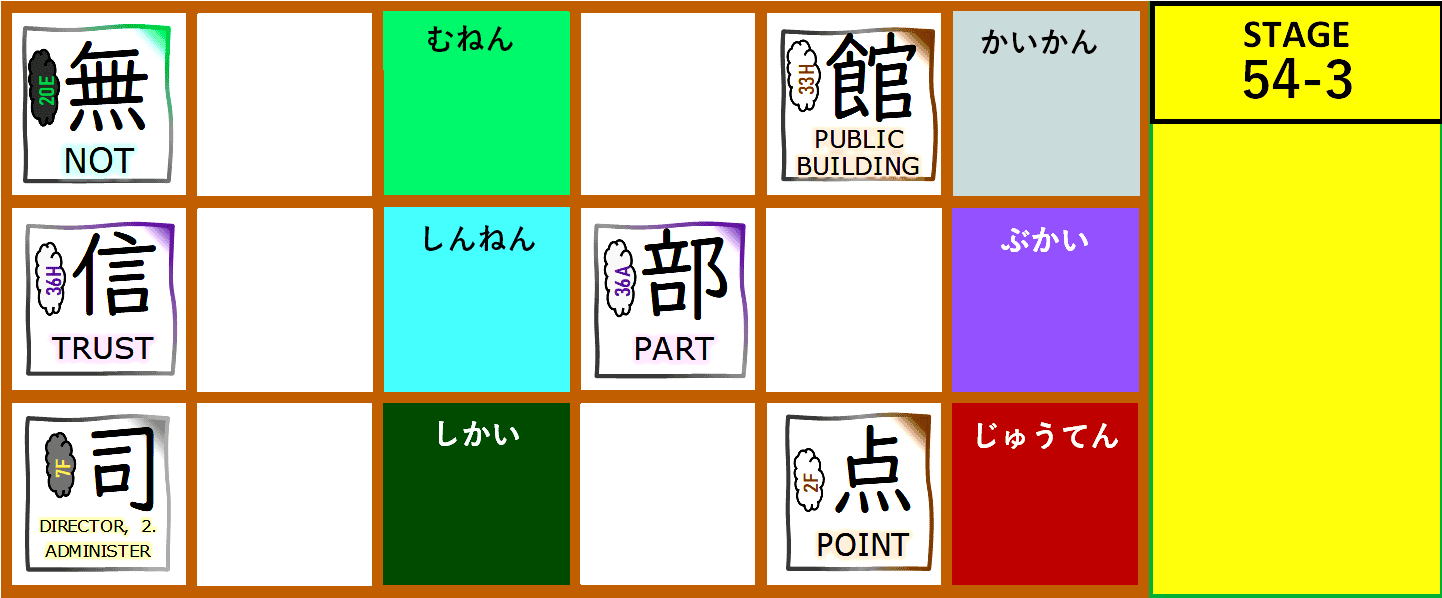 20E
無
NOT
むねん
33H
館
PUBLIC
BUILDING
かいかん
STAGE
54-3
36H
信
TRUST
しんねん
36A
部
PART
ぶかい
7F
司
DIRECTOR, 2.
ADMINISTER
しかい
2F
点
POINT
じゅうてん